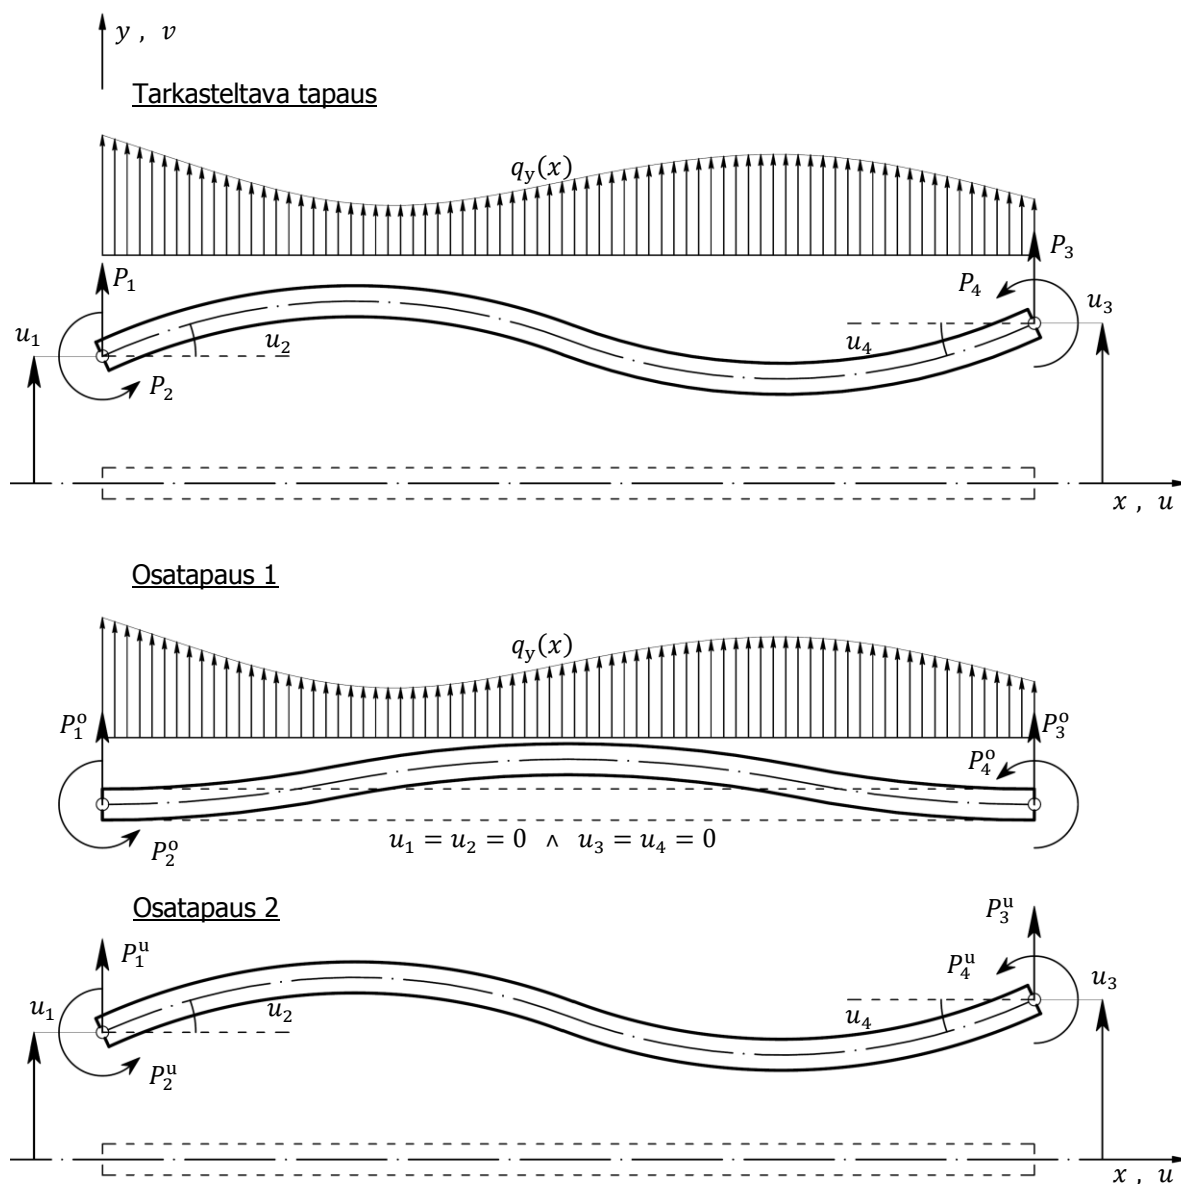 y , v
Tarkasteltava tapaus
q_y(x)
P_3
P_1
P_4
u_3
u_1
u_2
u_4
P_2
x , u
Osatapaus 1
q_y(x)
P_1^o
P_3^o
P_4^o
P_2^o
u_1 = u_2 = 0 ∧ u_3 = u_4 = 0
Osatapaus 2
P_3^u
P_1^u
P_4^u
u_3
u_1
u_2
u_4
P_2^u
x , u